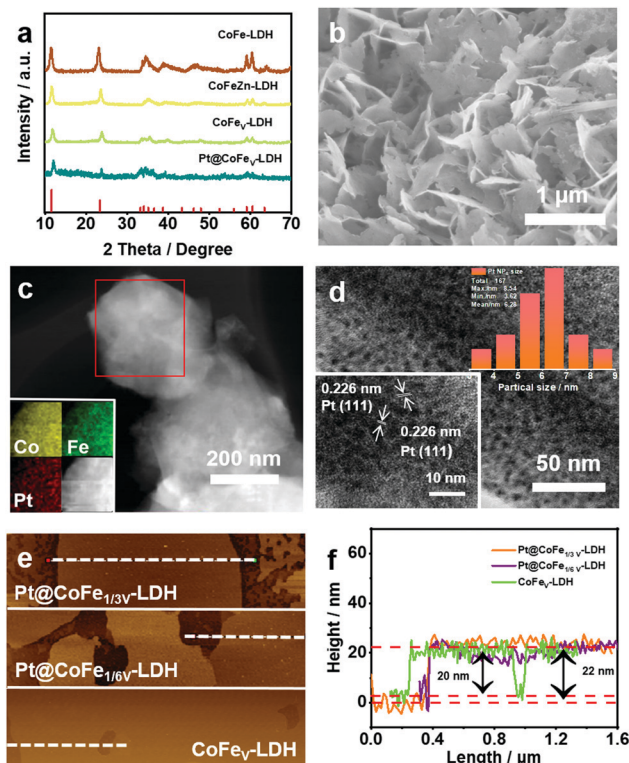 a
Intensity / a.u.
CoFe-LDH
CoFeZn-LDH
CoFeV-LDH
Pt@CoFeV-LDH
10 20 30 40 50 60 70
2 Theta / Degree
b
1 µm
c
Co Fe
Pt
200 nm
d
Pt NPs size
Total 167
Max/nm 8.54
Min/nm 3.62
Mean/nm 6.28
4 5 6 7 8 9
Partical size / nm
0.226 nm
Pt (111)
0.226 nm
Pt (111)
10 nm
50 nm
e
Pt@CoFe1/3V-LDH
Pt@CoFe1/6V-LDH
CoFeV-LDH
f
Height / nm
60
40
20
0
Pt@CoFe1/3 V-LDH
Pt@CoFe1/6 V-LDH
CoFeV-LDH
20 nm
22 nm
0.0 0.4 0.8 1.2 1.6
Length / µm